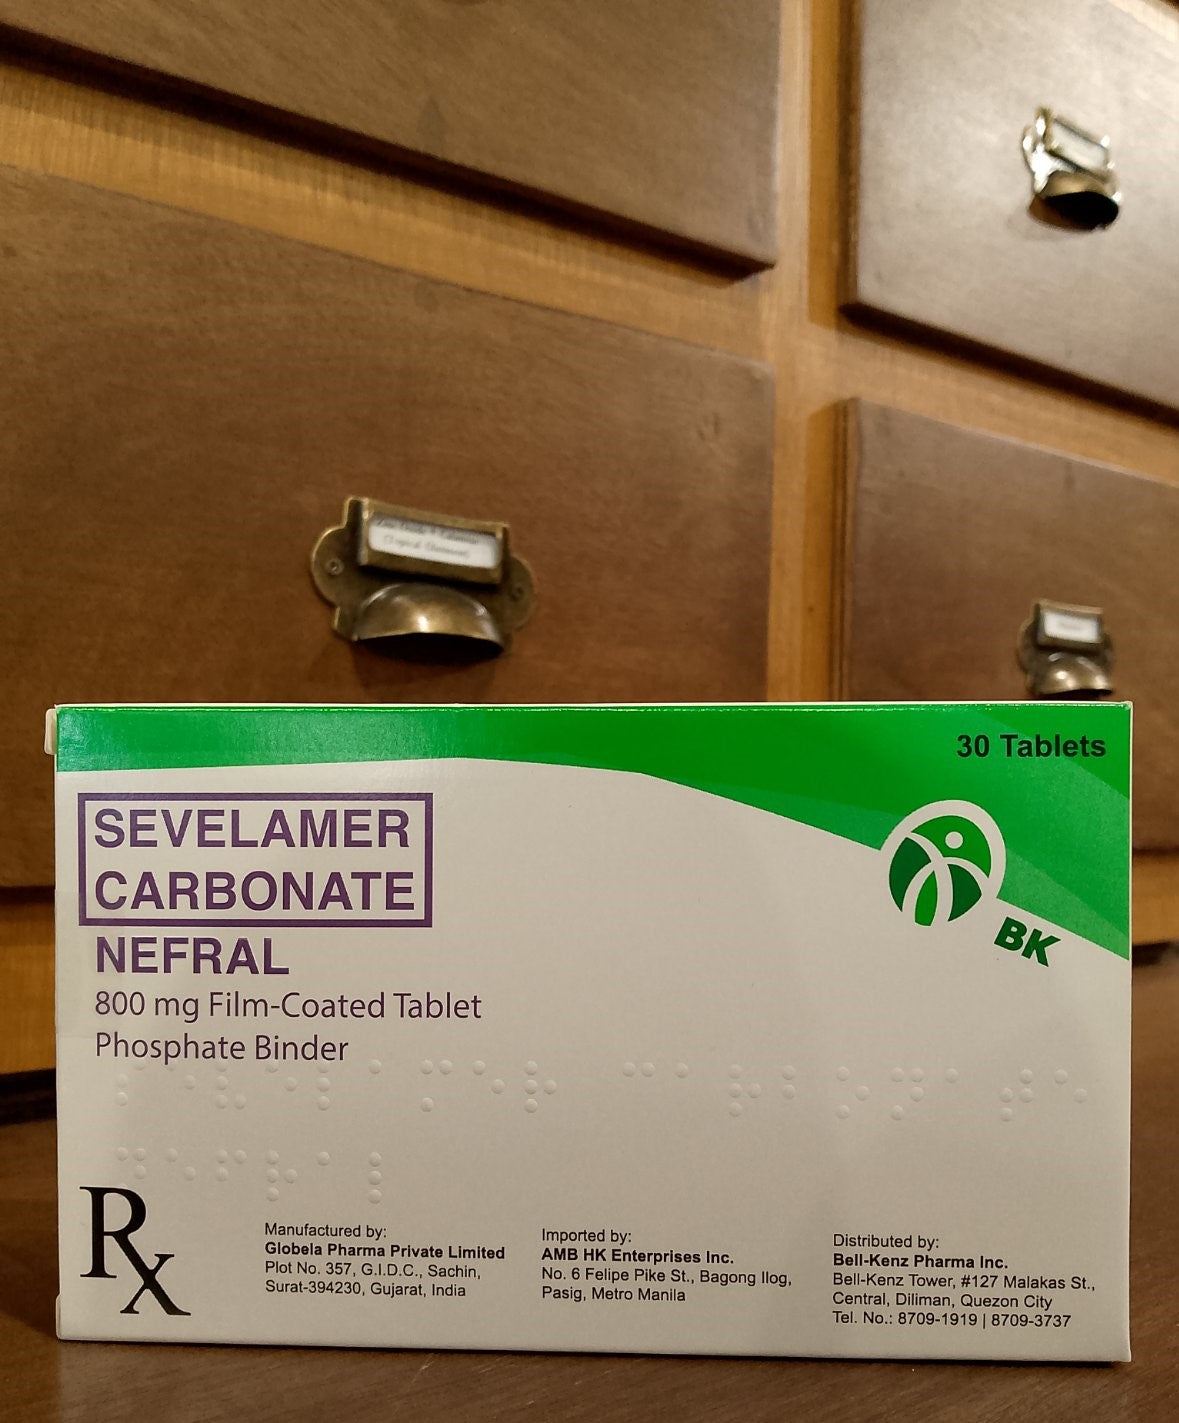 30 Tablets
SEVELAMER
CARBONATE
NEFRAL
800 mg Film-Coated Tablet
Phosphate Binder
BK
Rx
Manufactured by:
Globela Pharma Private Limited
Plot No. 357, G.I.D.C., Sachin,
Surat-394230, Gujarat, India
Imported by:
AMB HK Enterprises Inc.
No. 6 Felipe Pike St., Bagong Ilog,
Pasig, Metro Manila
Distributed by:
Bell-Kenz Pharma Inc.
Bell-Kenz Tower, #127 Malakas St.,
Central, Diliman, Quezon City
Tel. No.: 8709-1919 | 8709-3737